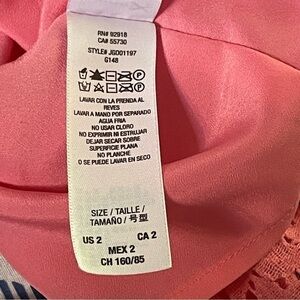 RN# 92918
CA# 55730
STYLE# JGD01197
G148
LAVAR CON LA PRENDA AL
REVES
LAVAR A MANO POR SEPARADO
AGUA FRIA
NO USAR CLORO
NO EXPRIMIR NI ESTRUJAR
DEJAR SECAR SOBRE
SUPERFICIE PLANA
NO PLANCHE
O SE PUEDE LAVAR EN SECO
SIZE / TAILLE /
TAMAÑO / 号型
US 2 CA 2
MEX 2
CH 160/85